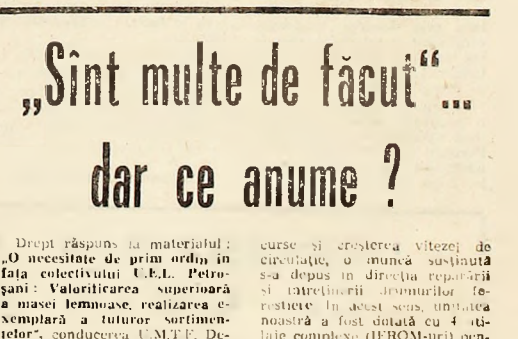 „Sînt multe de făcut“...
dar ce anume ?
Drept răspuns la materialul :
„O necesitate de prim ordin în
fața colectivului U.E.L. Petro-
șani : Valorificarea superioară
a masei lemnoase, realizarea e-
xemplară a tuturor sortimen-
telor“, conducerea U.M.T.F. De-
curse și creșterea vitezei de
circulație, o muncă susținută
s-a depus în direcția reparării
și întreținerii drumurilor fo-
restiere. În acest sens, unitatea
noastră a fost dotată cu 4 uti-
laje complexe (IFROM-uri) pen-